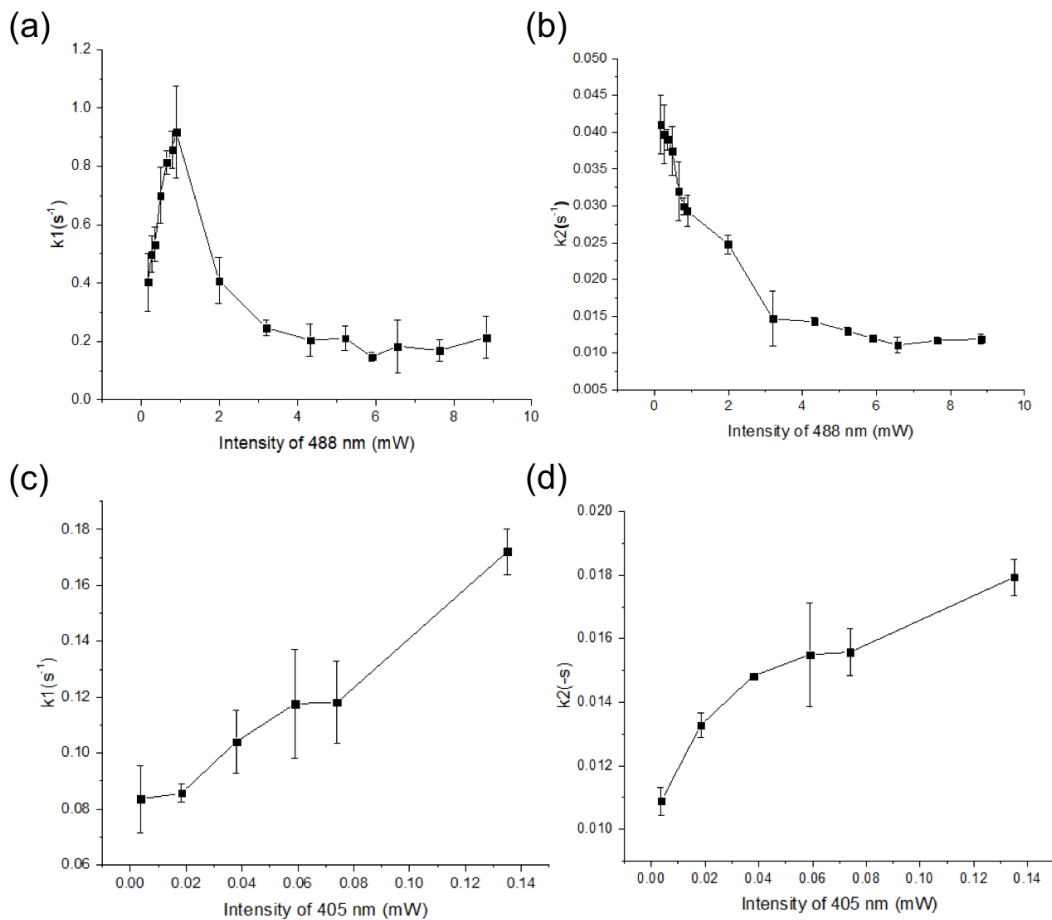 (a)
1.2
1.0
0.8
0.6
0.4
0.2
0.0
k1(s⁻¹)
0 2 4 6 8 10
Intensity of 488 nm (mW)
(b)
0.050
0.045
0.040
0.035
0.030
0.025
0.020
0.015
0.010
0.005
k2(s⁻¹)
0 2 4 6 8 10
Intensity of 488 nm (mW)
(c)
0.18
0.16
0.14
0.12
0.10
0.08
0.06
k1(s⁻¹)
0.00 0.02 0.04 0.06 0.08 0.10 0.12 0.14
Intensity of 405 nm (mW)
(d)
0.020
0.018
0.016
0.014
0.012
0.010
k2(-s)
0.00 0.02 0.04 0.06 0.08 0.10 0.12 0.14
Intensity of 405 nm (mW)